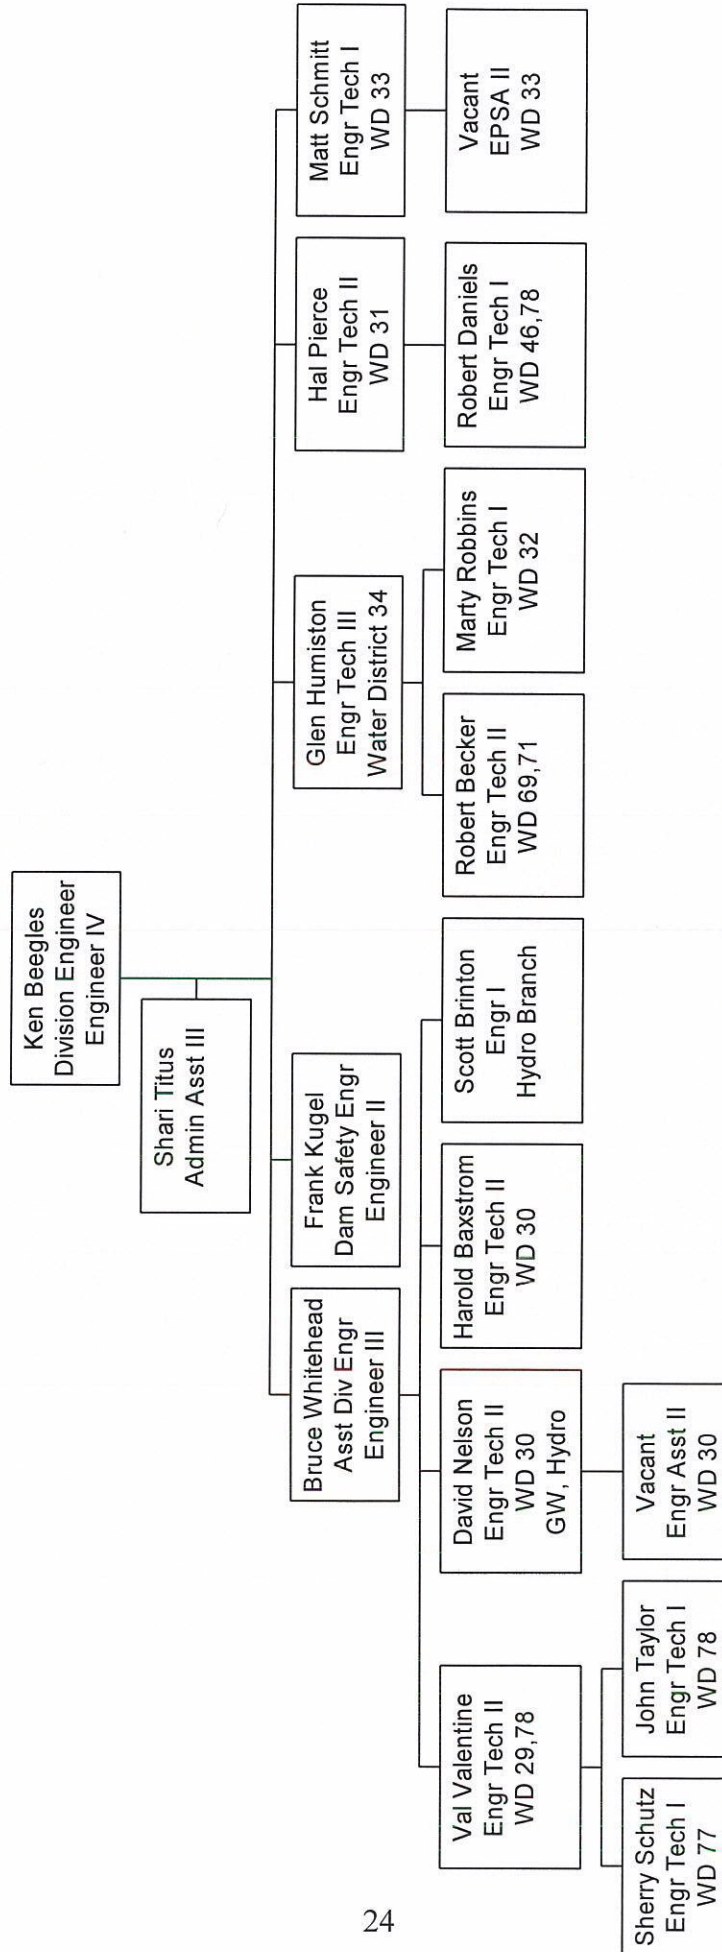 Ken Beegles
Division Engineer
Engineer IV
Shari Titus
Admin Asst III
Bruce Whitehead
Asst Div Engr
Engineer III
Frank Kugel
Dam Safety Engr
Engineer II
Glen Humiston
Engr Tech III
Water District 34
Hal Pierce
Engr Tech II
WD 31
Matt Schmitt
Engr Tech I
WD 33
Val Valentine
Engr Tech II
WD 29,78
David Nelson
Engr Tech II
WD 30
GW, Hydro
Harold Baxstrom
Engr Tech II
WD 30
Scott Brinton
Engr I
Hydro Branch
Robert Becker
Engr Tech II
WD 69,71
Marty Robbins
Engr Tech I
WD 32
Robert Daniels
Engr Tech I
WD 46,78
Vacant
EPSA II
WD 33
Sherry Schutz
Engr Tech I
WD 77
John Taylor
Engr Tech I
WD 78
Vacant
Engr Asst II
WD 30
24